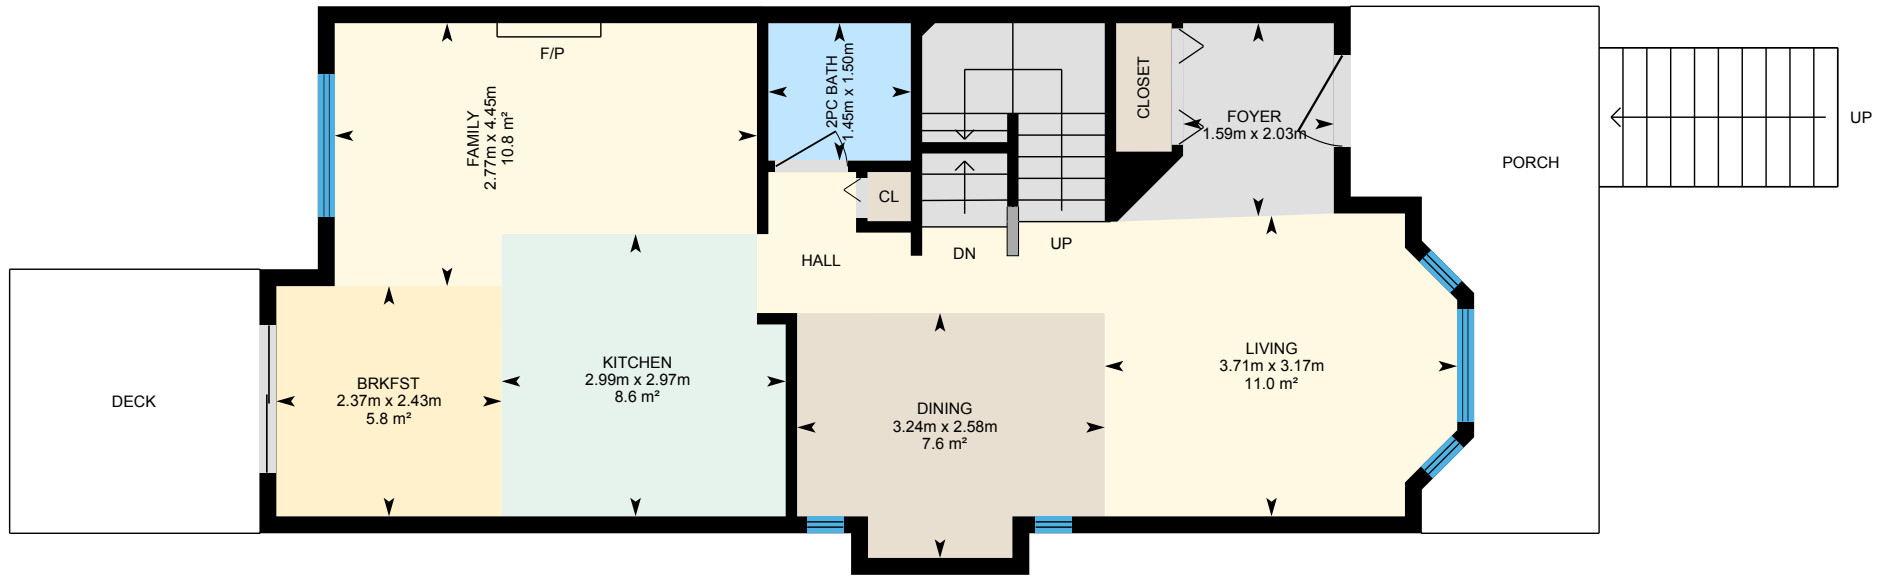 F/P
FAMILY
2.77m x 4.45m
10.8 m²
2PC BATH
1.45m x 1.50m
CLOSET
FOYER
1.59m x 2.03m
UP
PORCH
CL
HALL
DN
UP
DECK
BRKFST
2.37m x 2.43m
5.8 m²
KITCHEN
2.99m x 2.97m
8.6 m²
DINING
3.24m x 2.58m
7.6 m²
LIVING
3.71m x 3.17m
11.0 m²